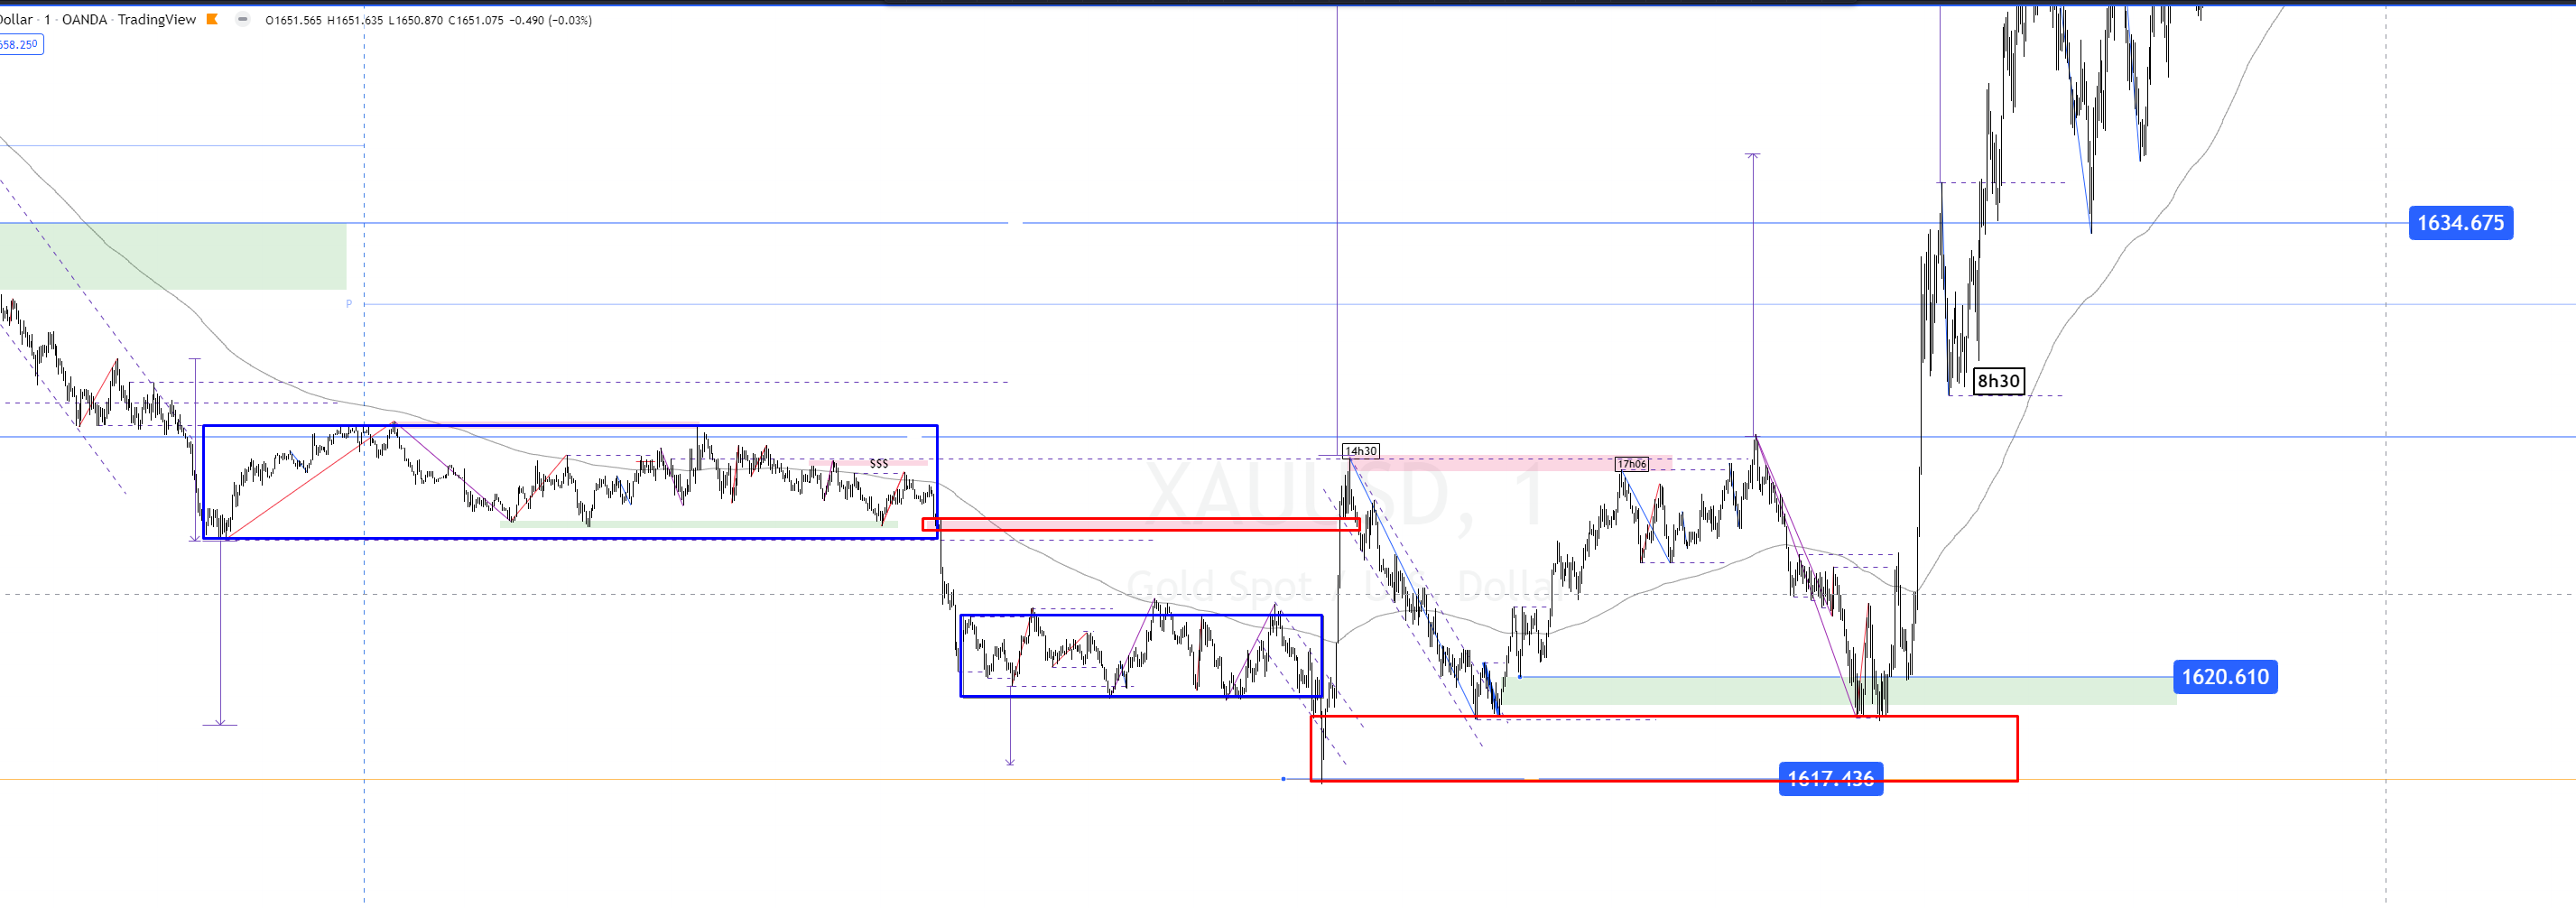 Dollar · 1 · OANDA · TradingView O1651.565 H1651.635 L1650.870 C1651.075 −0.490 (−0.03%)
658.250
1634.675
P
8h30
14h30
$$$
17h06
XAUUSD, 1
Gold Spot / U.S. Dollar
1620.610
1617.436